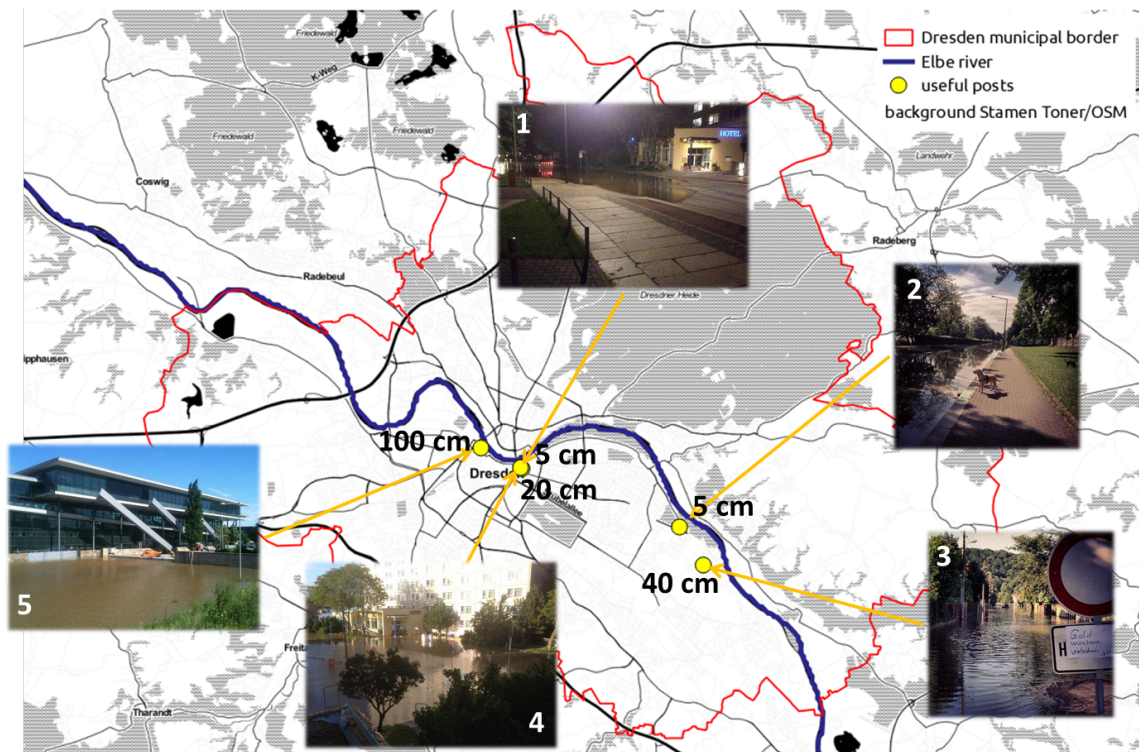 Dresden municipal border
Elbe river
useful posts
background Stamen Toner/OSM
Friedewald
K-Weg
Friedewald
Friedewald
1
HOTEL
Landwehr
Coswig
Radeberg
Radebeul
2
Dresdner Heide
ipphausen
100 cm
5 cm
Dresd
20 cm
5 cm
3
40 cm
5
H
Gold
Freita
4
Tharandt